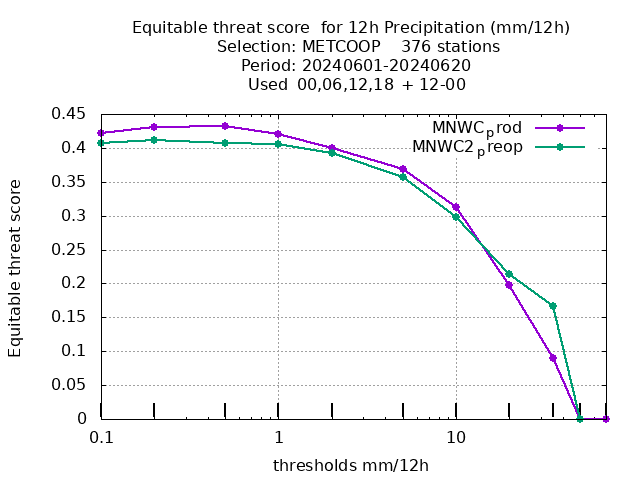 Equitable threat score  for 12h Precipitation (mm/12h)
Selection: METCOOP    376 stations
Period: 20240601-20240620
Used  00,06,12,18 + 12-00
MNWCprod
MNWC2preop
Equitable threat score
0.45
0.4
0.35
0.3
0.25
0.2
0.15
0.1
0.05
0
0.1
1
10
thresholds mm/12h